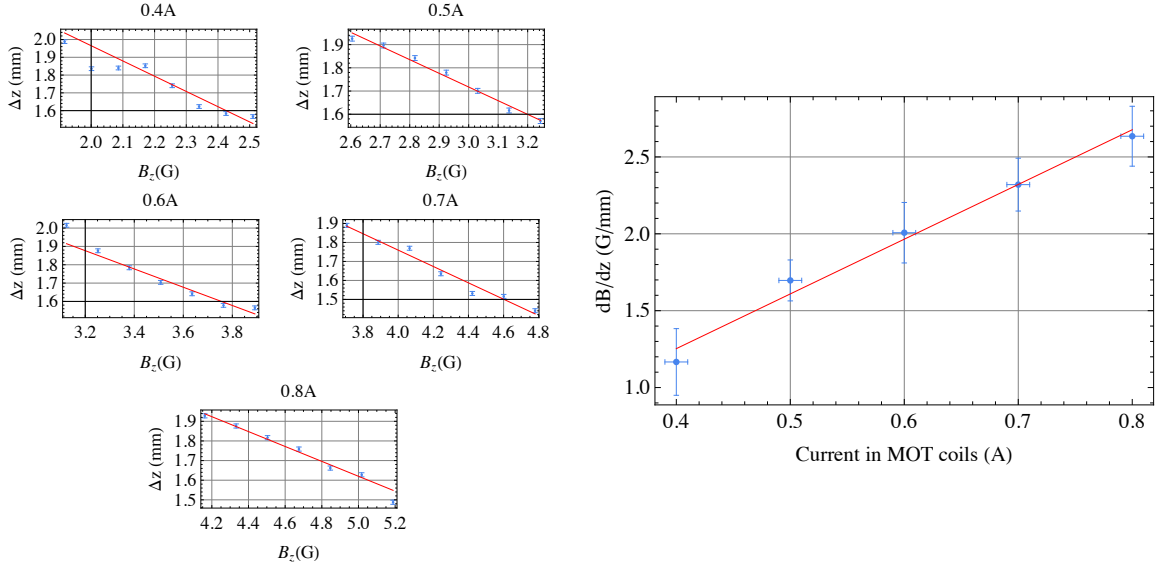 0.4A
Δz (mm)
2.0
1.9
1.8
1.7
1.6
2.0 2.1 2.2 2.3 2.4 2.5
B_z(G)
0.5A
Δz (mm)
1.9
1.8
1.7
1.6
2.6 2.7 2.8 2.9 3.0 3.1 3.2
B_z(G)
0.6A
Δz (mm)
2.0
1.9
1.8
1.7
1.6
3.2 3.4 3.6 3.8
B_z(G)
0.7A
Δz (mm)
1.9
1.8
1.7
1.6
1.5
3.8 4.0 4.2 4.4 4.6 4.8
B_z(G)
0.8A
Δz (mm)
1.9
1.8
1.7
1.6
1.5
4.2 4.4 4.6 4.8 5.0 5.2
B_z(G)
dB/dz (G/mm)
2.5
2.0
1.5
1.0
0.4 0.5 0.6 0.7 0.8
Current in MOT coils (A)